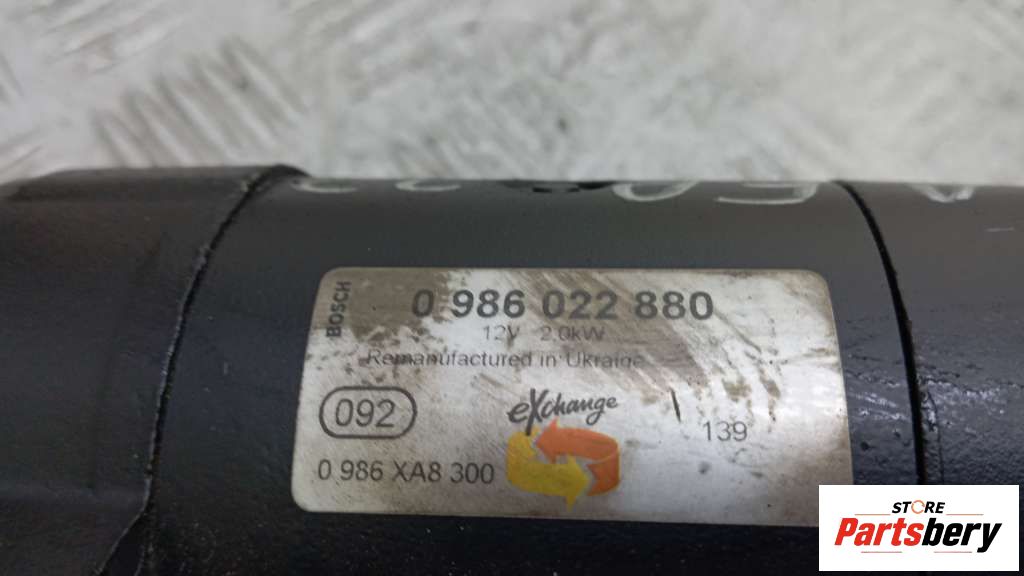 BOSCH
0 986 022 880
12V - 2.0kW
Remanufactured in Ukraine
092
eXchange
139
0 986 XA8 300
STORE
Partsbery